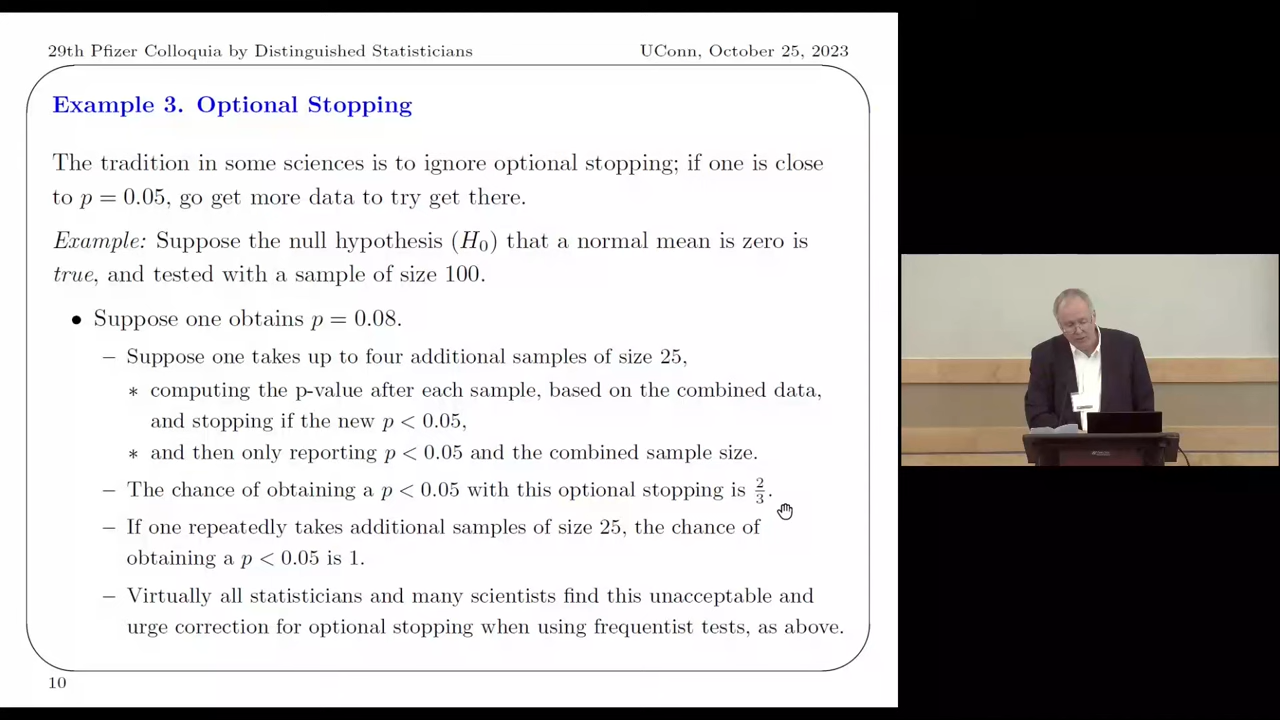 29th Pfizer Colloquia by Distinguished Statisticians UConn, October 25, 2023
Example 3. Optional Stopping
The tradition in some sciences is to ignore optional stopping; if one is close
to p = 0.05, go get more data to try get there.
Example: Suppose the null hypothesis (H₀) that a normal mean is zero is
true, and tested with a sample of size 100.
• Suppose one obtains p = 0.08.
– Suppose one takes up to four additional samples of size 25,
∗ computing the p-value after each sample, based on the combined data,
and stopping if the new p < 0.05,
∗ and then only reporting p < 0.05 and the combined sample size.
– The chance of obtaining a p < 0.05 with this optional stopping is 2/3.
– If one repeatedly takes additional samples of size 25, the chance of
obtaining a p < 0.05 is 1.
– Virtually all statisticians and many scientists find this unacceptable and
urge correction for optional stopping when using frequentist tests, as above.
10